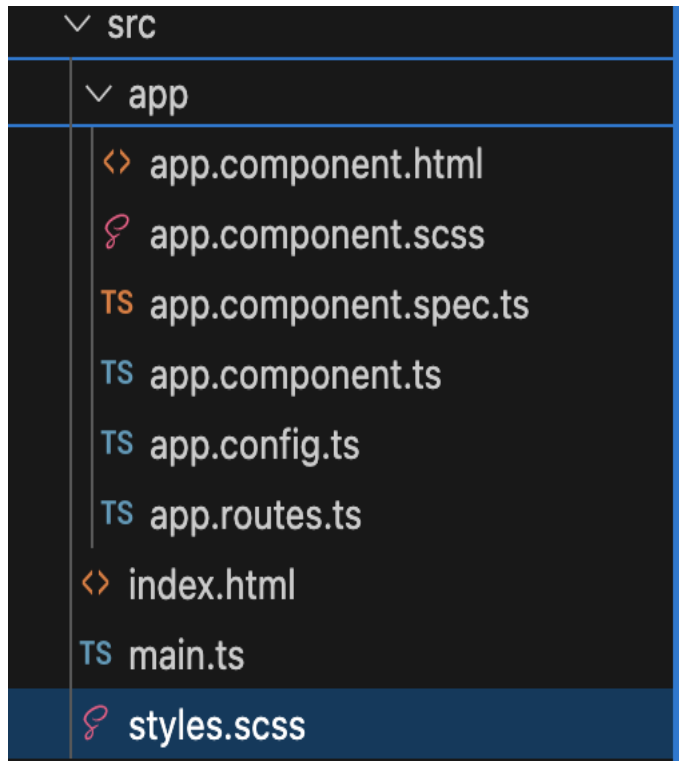 src
app
<> app.component.html
app.component.scss
TS app.component.spec.ts
TS app.component.ts
TS app.config.ts
TS app.routes.ts
<> index.html
TS main.ts
styles.scss